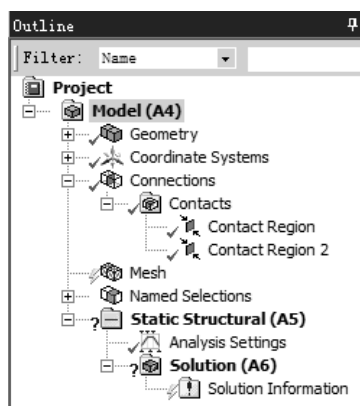 Outline
Filter: Name
Project
Model (A4)
Geometry
Coordinate Systems
Connections
Contacts
Contact Region
Contact Region 2
Mesh
Named Selections
Static Structural (A5)
Analysis Settings
Solution (A6)
Solution Information